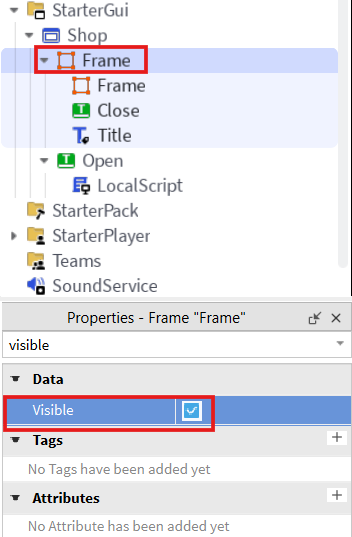 StarterGui
Shop
Frame
Frame
T Close
T Title
T Open
LocalScript
StarterPack
StarterPlayer
Teams
SoundService
Properties - Frame "Frame"
visible
Data
Visible
Tags
No Tags have been added yet
Attributes
No Attribute has been added yet